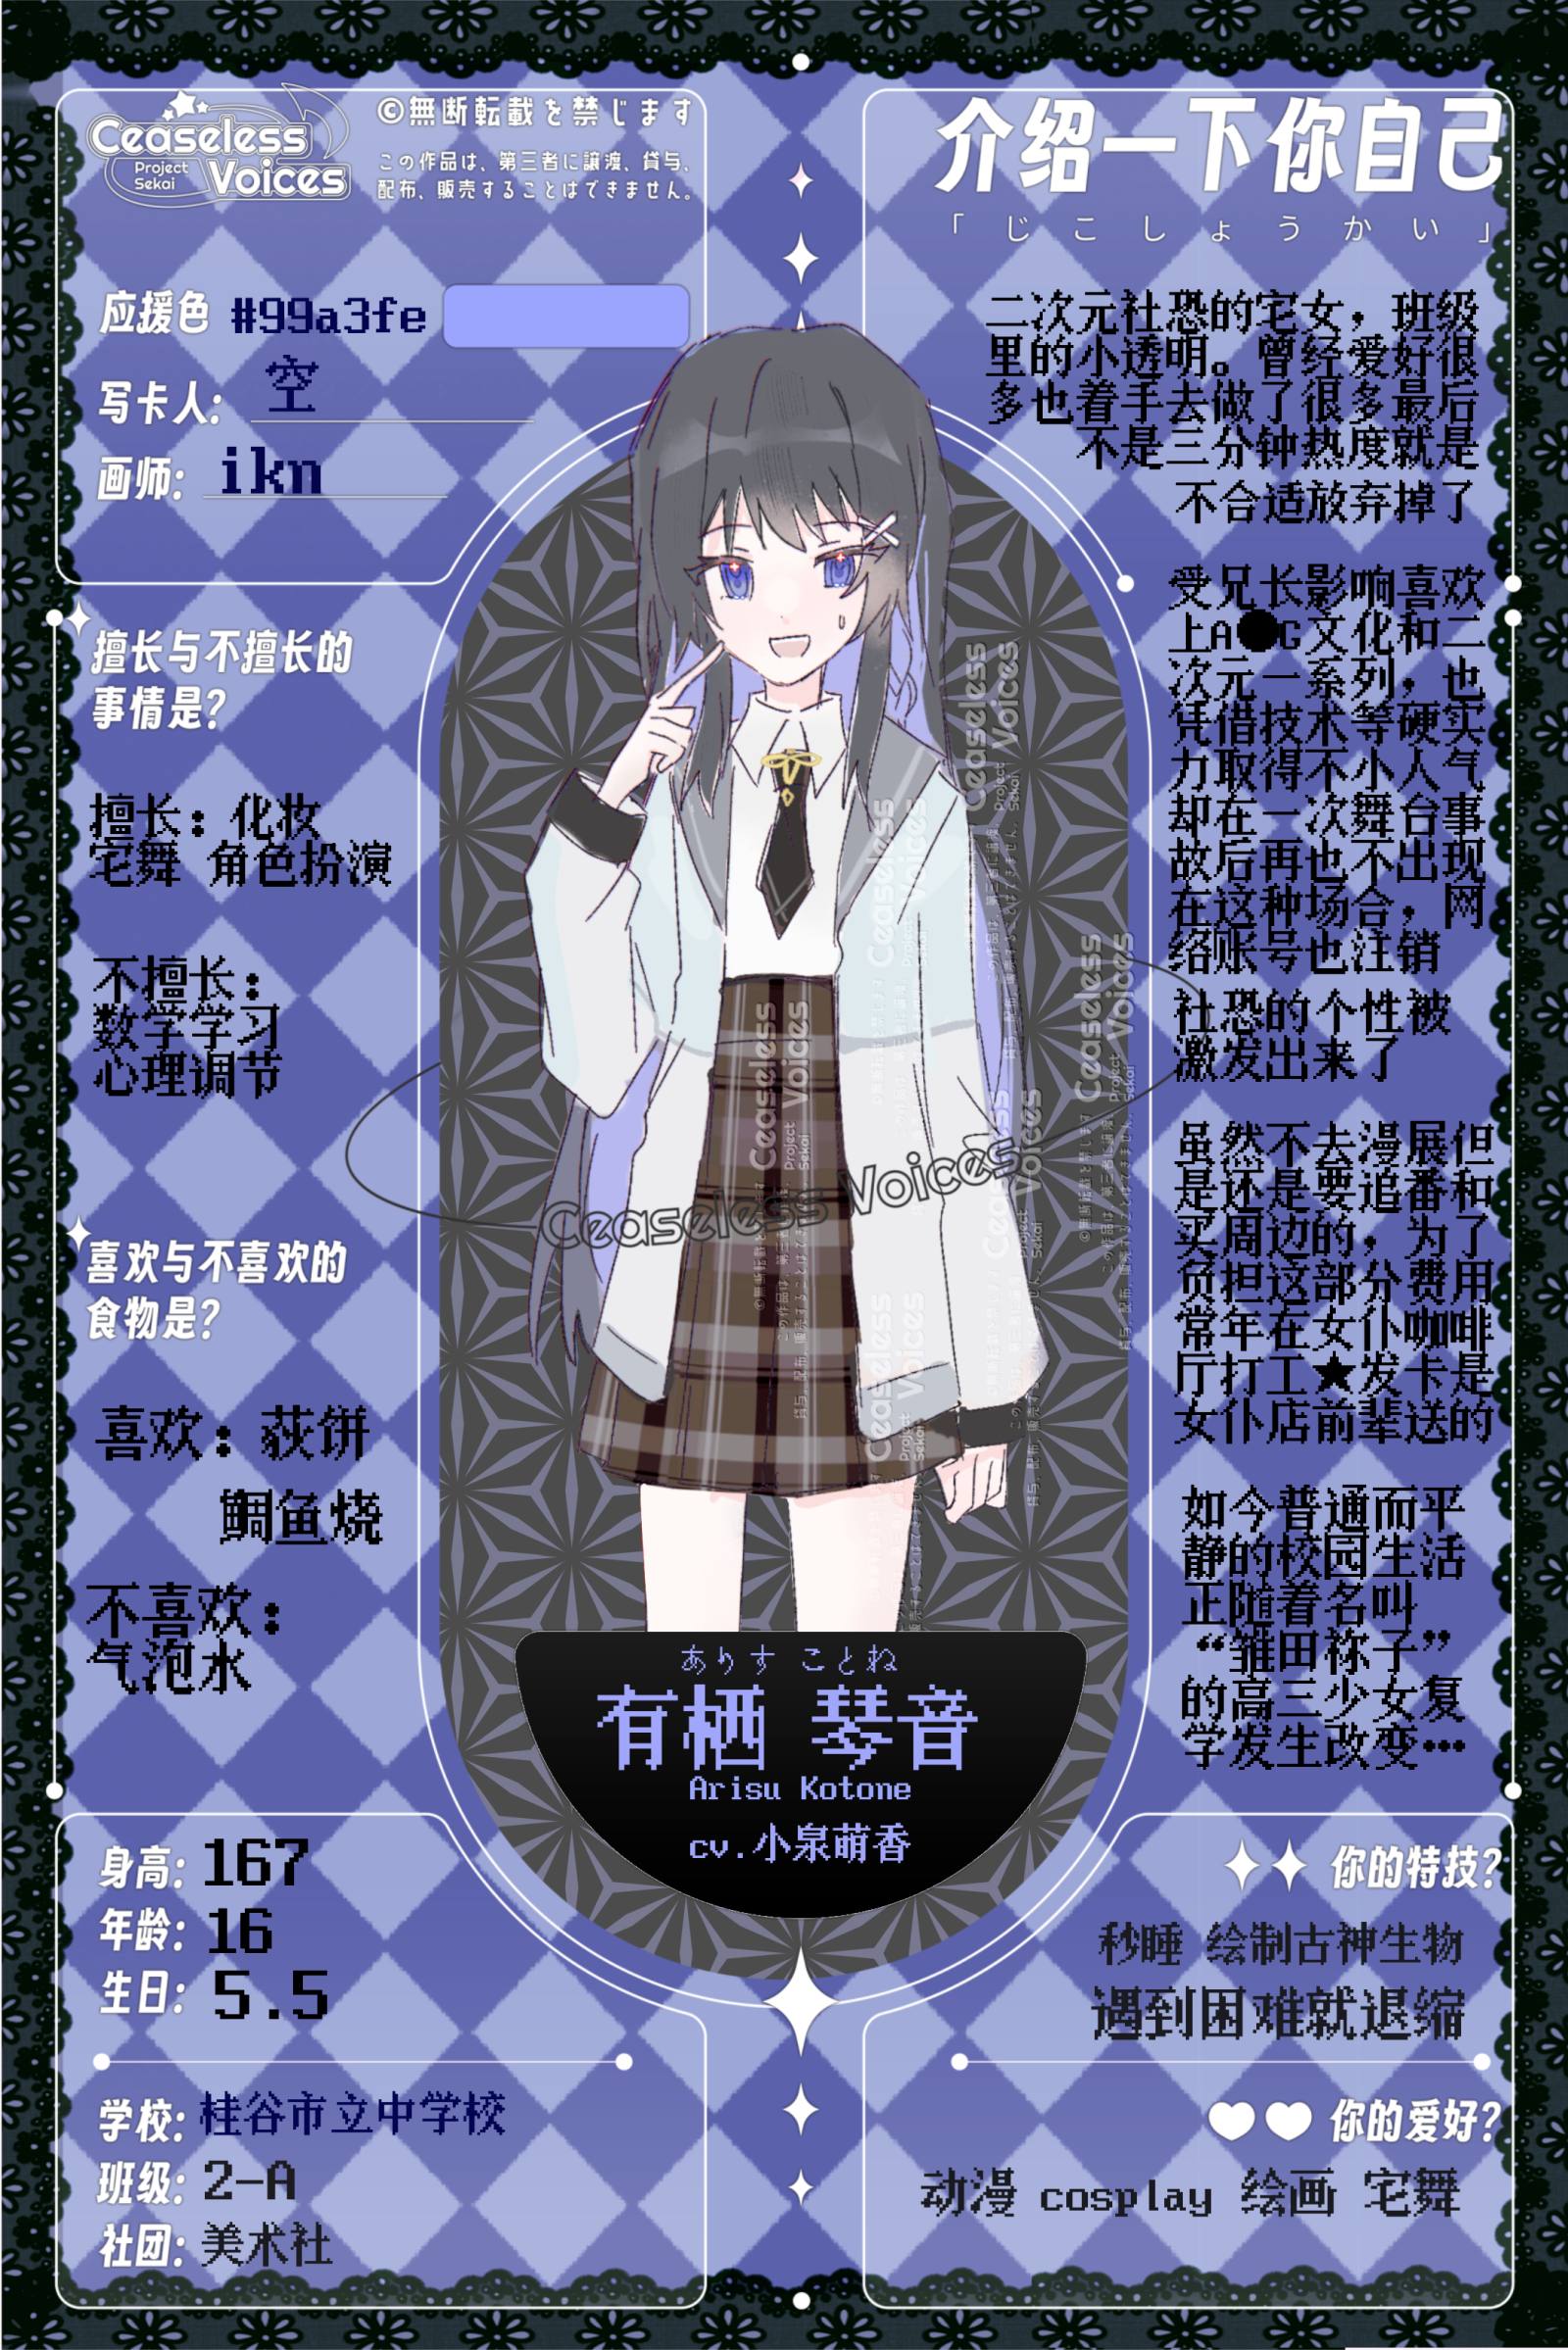 Ceaseless
Voices
Project
Sekai
©無断転載を禁じます
この作品は、第三者に譲渡、貸与、
配布、販売することはできません。
应援色 #99a3fe
写卡人: 空
画师: ikn
擅长与不擅长的
事情是?
擅长:化妆
宅舞 角色扮演
不擅长:
数学学习
心理调节
喜欢与不喜欢的
食物是?
喜欢:荻饼
鲷鱼烧
不喜欢:
气泡水
身高: 167
年龄: 16
生日: 5.5
学校: 桂谷市立中学校
班级: 2-A
社团: 美术社
Ceaseless Voices
ありす ことね
有栖 琴音
Arisu Kotone
cv.小泉萌香
介绍一下你自己
「じこしょうかい」
二次元社恐的宅女，班级
里的小透明。曾经爱好很
多也着手去做了很多最后
不是三分钟热度就是
不合适放弃掉了
受兄长影响喜欢
上A●G文化和二
次元一系列，也
凭借技术等硬实
力取得不小人气
却在一次舞台事
故后再也不出现
在这种场合，网
络账号也注销
社恐的个性被
激发出来了
虽然不去漫展但
是还是要追番和
买周边的，为了
负担这部分费用
常年在女仆咖啡
厅打工★发卡是
女仆店前辈送的
如今普通而平
静的校园生活
正随着名叫
“雏田祢子”
的高三少女复
学发生改变…
你的特技?
秒睡 绘制古神生物
遇到困难就退缩
你的爱好?
动漫 cosplay 绘画 宅舞